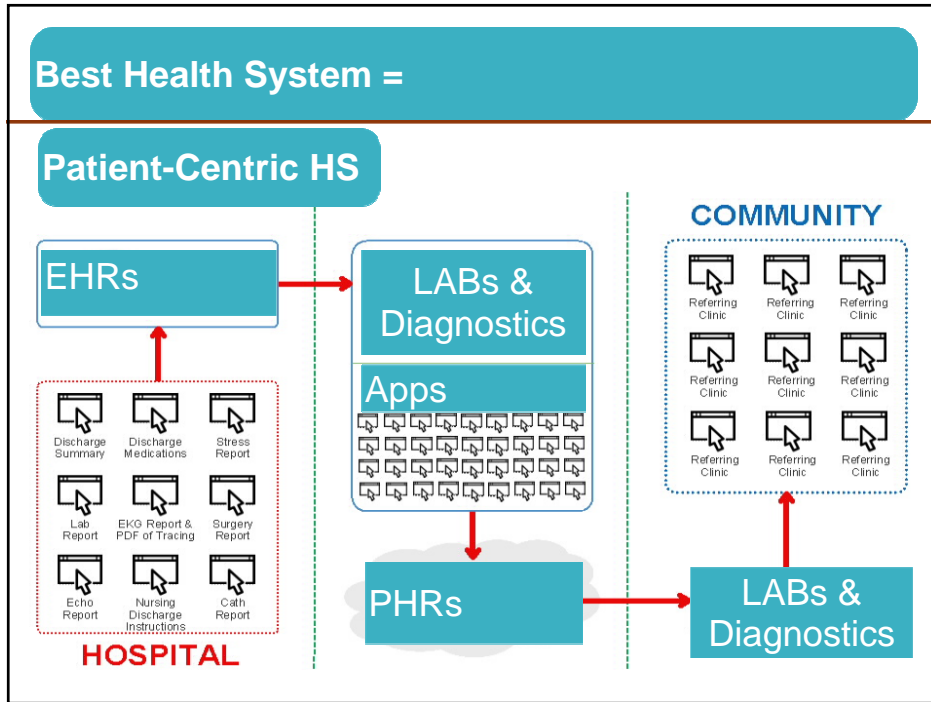 Best Health System =
Patient-Centric HS
EHRs
Discharge
Summary
Discharge
Medications
Stress
Report
Lab
Report
EKG Report &
PDF of Tracing
Surgery
Report
Echo
Report
Nursing
Discharge
Instructions
Cath
Report
HOSPITAL
LABs &
Diagnostics
Apps
PHRs
COMMUNITY
Referring
Clinic
Referring
Clinic
Referring
Clinic
Referring
Clinic
Referring
Clinic
Referring
Clinic
Referring
Clinic
Referring
Clinic
Referring
Clinic
LABs &
Diagnostics